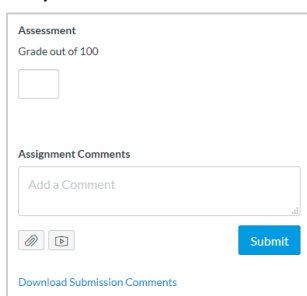 Assessment
Grade out of 100
Assignment Comments
Add a Comment
Submit
Download Submission Comments